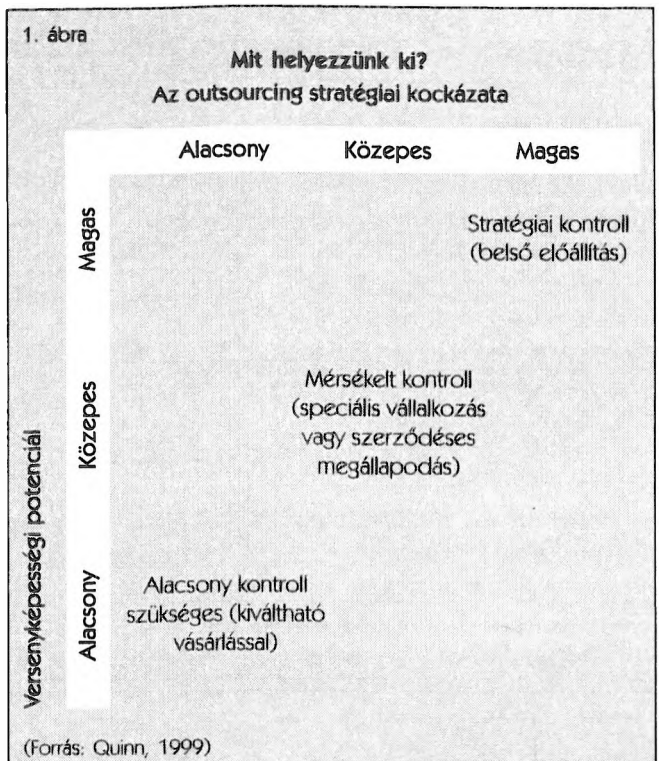 1. ábra
Mit helyezzünk ki?
Az outsourcing stratégiai kockázata
Alacsony Közepes Magas
Magas
Stratégiai kontroll
(belső előállítás)
Versenyképességi potenciál
Közepes
Mérsékelt kontroll
(speciális vállalkozás
vagy szerződéses
megállapodás)
Alacsony
Alacsony kontroll
szükséges (kiváltható
vásárlással)
(Forrás: Quinn, 1999)